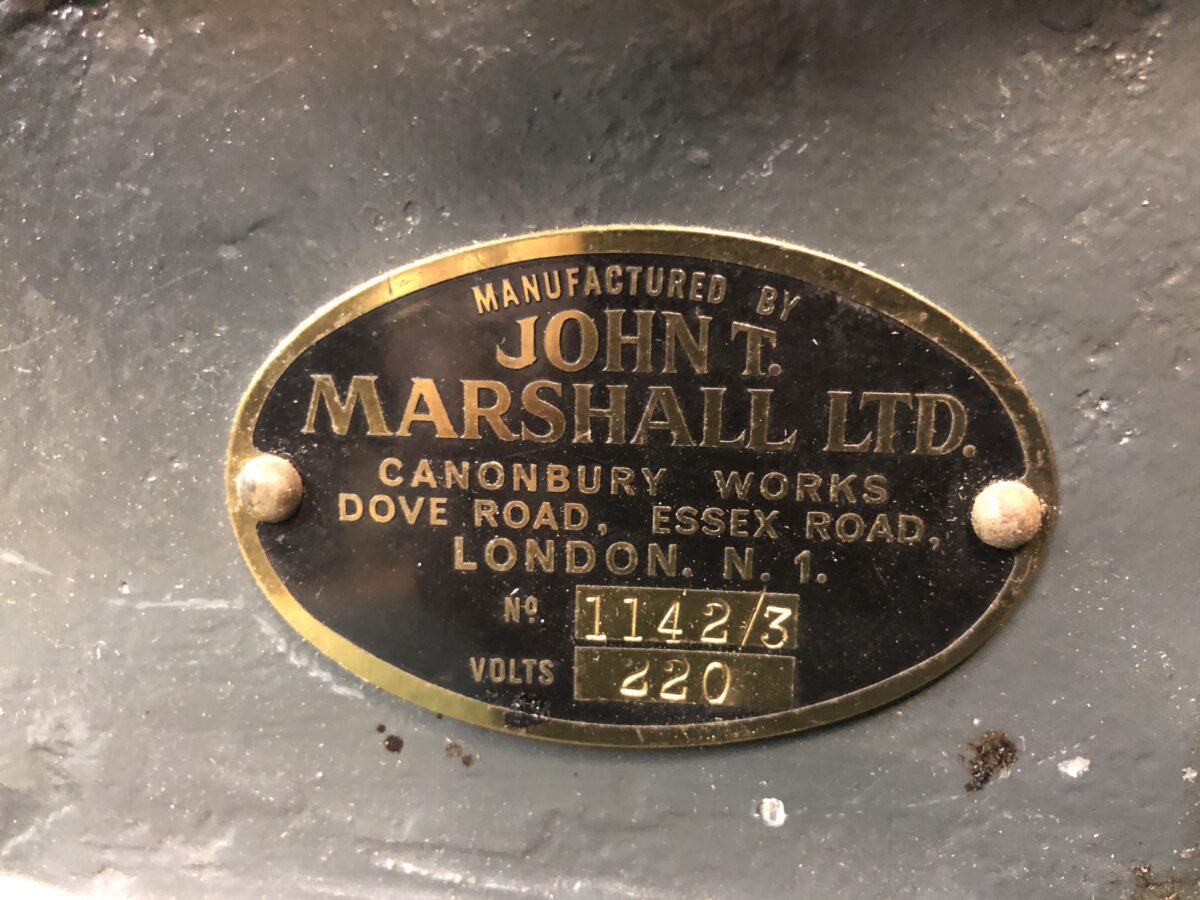 MANUFACTURED BY
JOHN T.
MARSHALL LTD.
CANONBURY WORKS
DOVE ROAD, ESSEX ROAD,
LONDON. N. 1.
Nº 1142/3
VOLTS 220